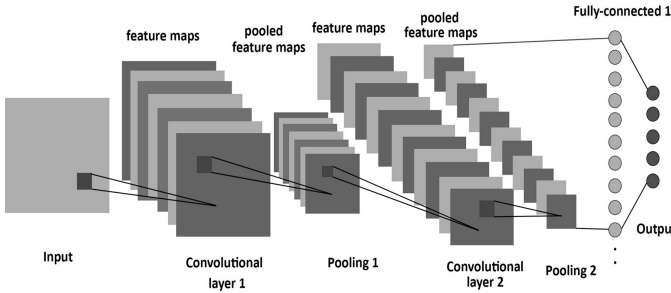 Fully-connected 1
feature maps
pooled
feature maps
feature maps
pooled
feature maps
Input
Convolutional
layer 1
Pooling 1
Convolutional
layer 2
Pooling 2
Outpu